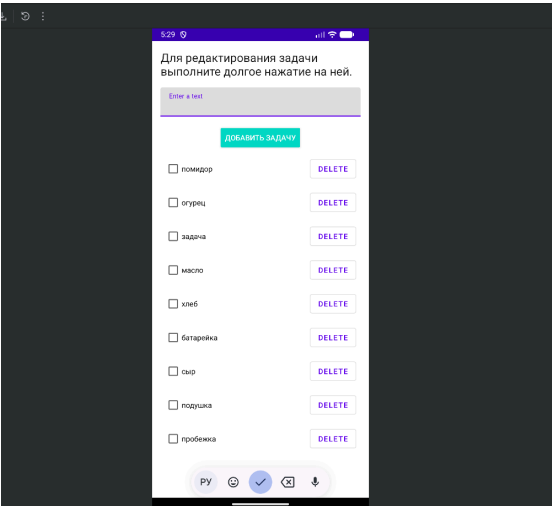 5:29
Для редактирования задачи
выполните долгое нажатие на ней.
Enter a text
ДОБАВИТЬ ЗАДАЧУ
помидор DELETE
огурец DELETE
задача DELETE
масло DELETE
хлеб DELETE
батарейка DELETE
сыр DELETE
подушка DELETE
пробежка DELETE
РУ